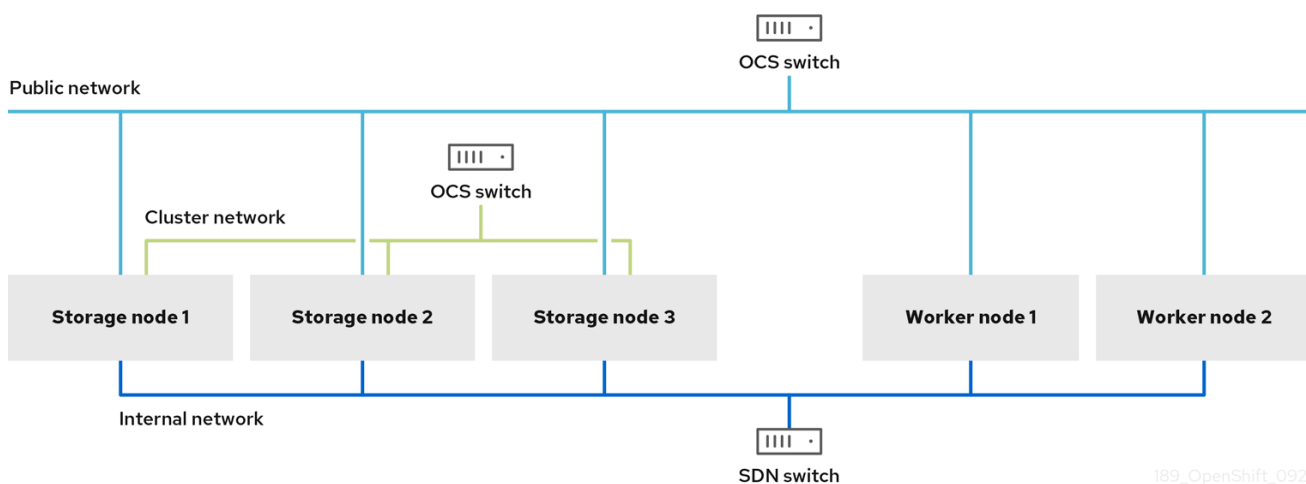 OCS switch
Public network
OCS switch
Cluster network
Storage node 1
Storage node 2
Storage node 3
Worker node 1
Worker node 2
Internal network
SDN switch
189_OpenShift_092